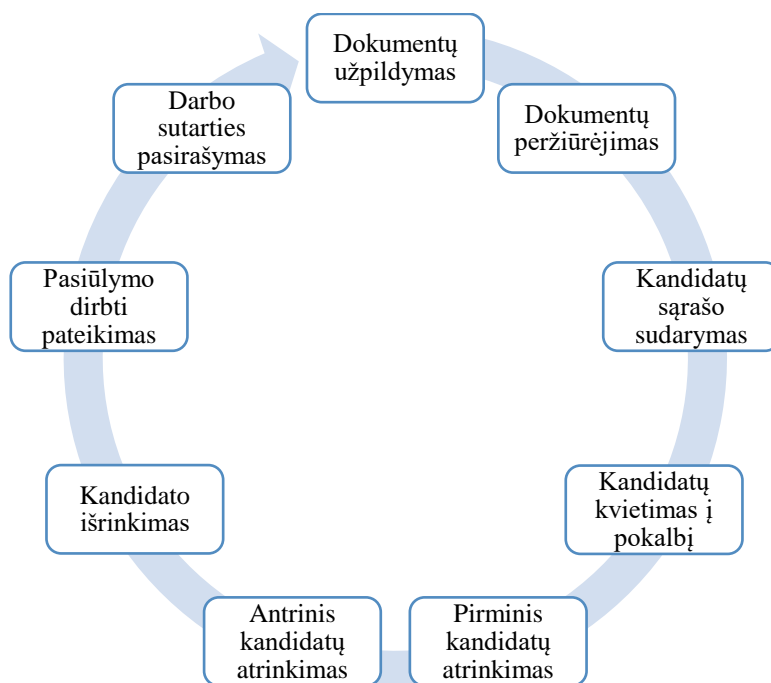 Dokumentų
užpildymas
Dokumentų
peržiūrėjimas
Kandidatų
sąrašo
sudarymas
Kandidatų
kvietimas į
pokalbį
Pirminis
kandidatų
atrinkimas
Antrinis
kandidatų
atrinkimas
Kandidato
išrinkimas
Pasiūlymo
dirbti
pateikimas
Darbo
sutarties
pasirašymas